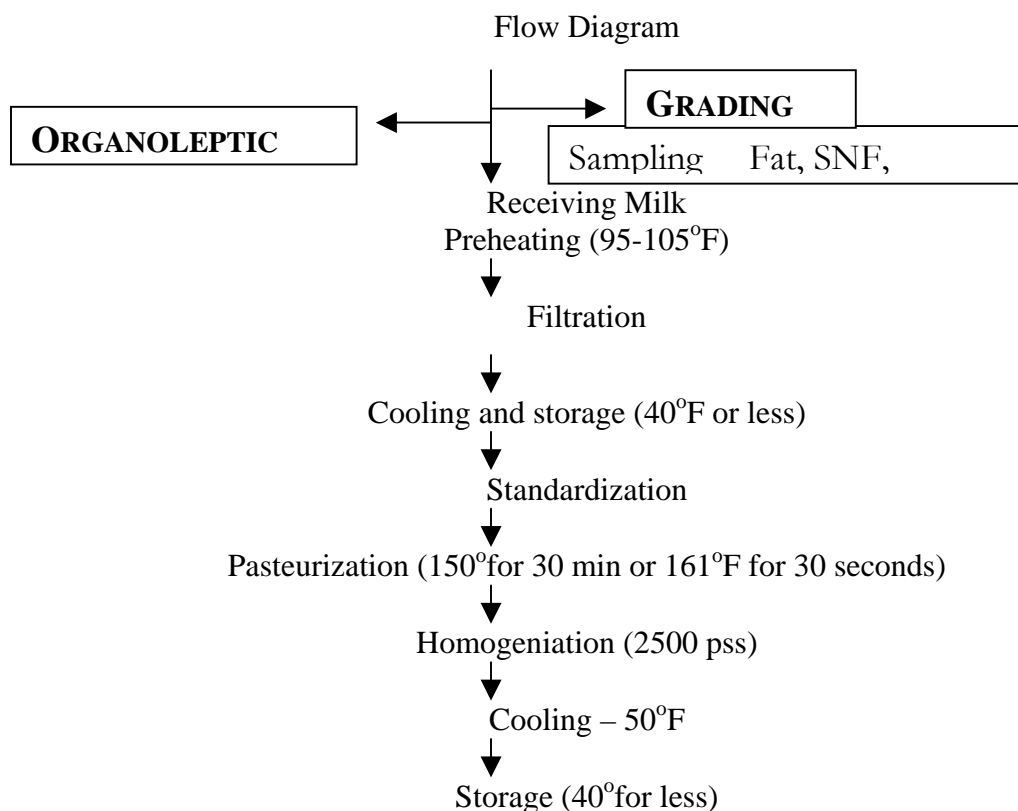 Flow Diagram
ORGANOLEPTIC
GRADING
Sampling Fat, SNF,
Receiving Milk
Preheating (95-105°F)
Filtration
Cooling and storage (40°F or less)
Standardization
Pasteurization (150°for 30 min or 161°F for 30 seconds)
Homogeniation (2500 pss)
Cooling – 50°F
Storage (40°for less)